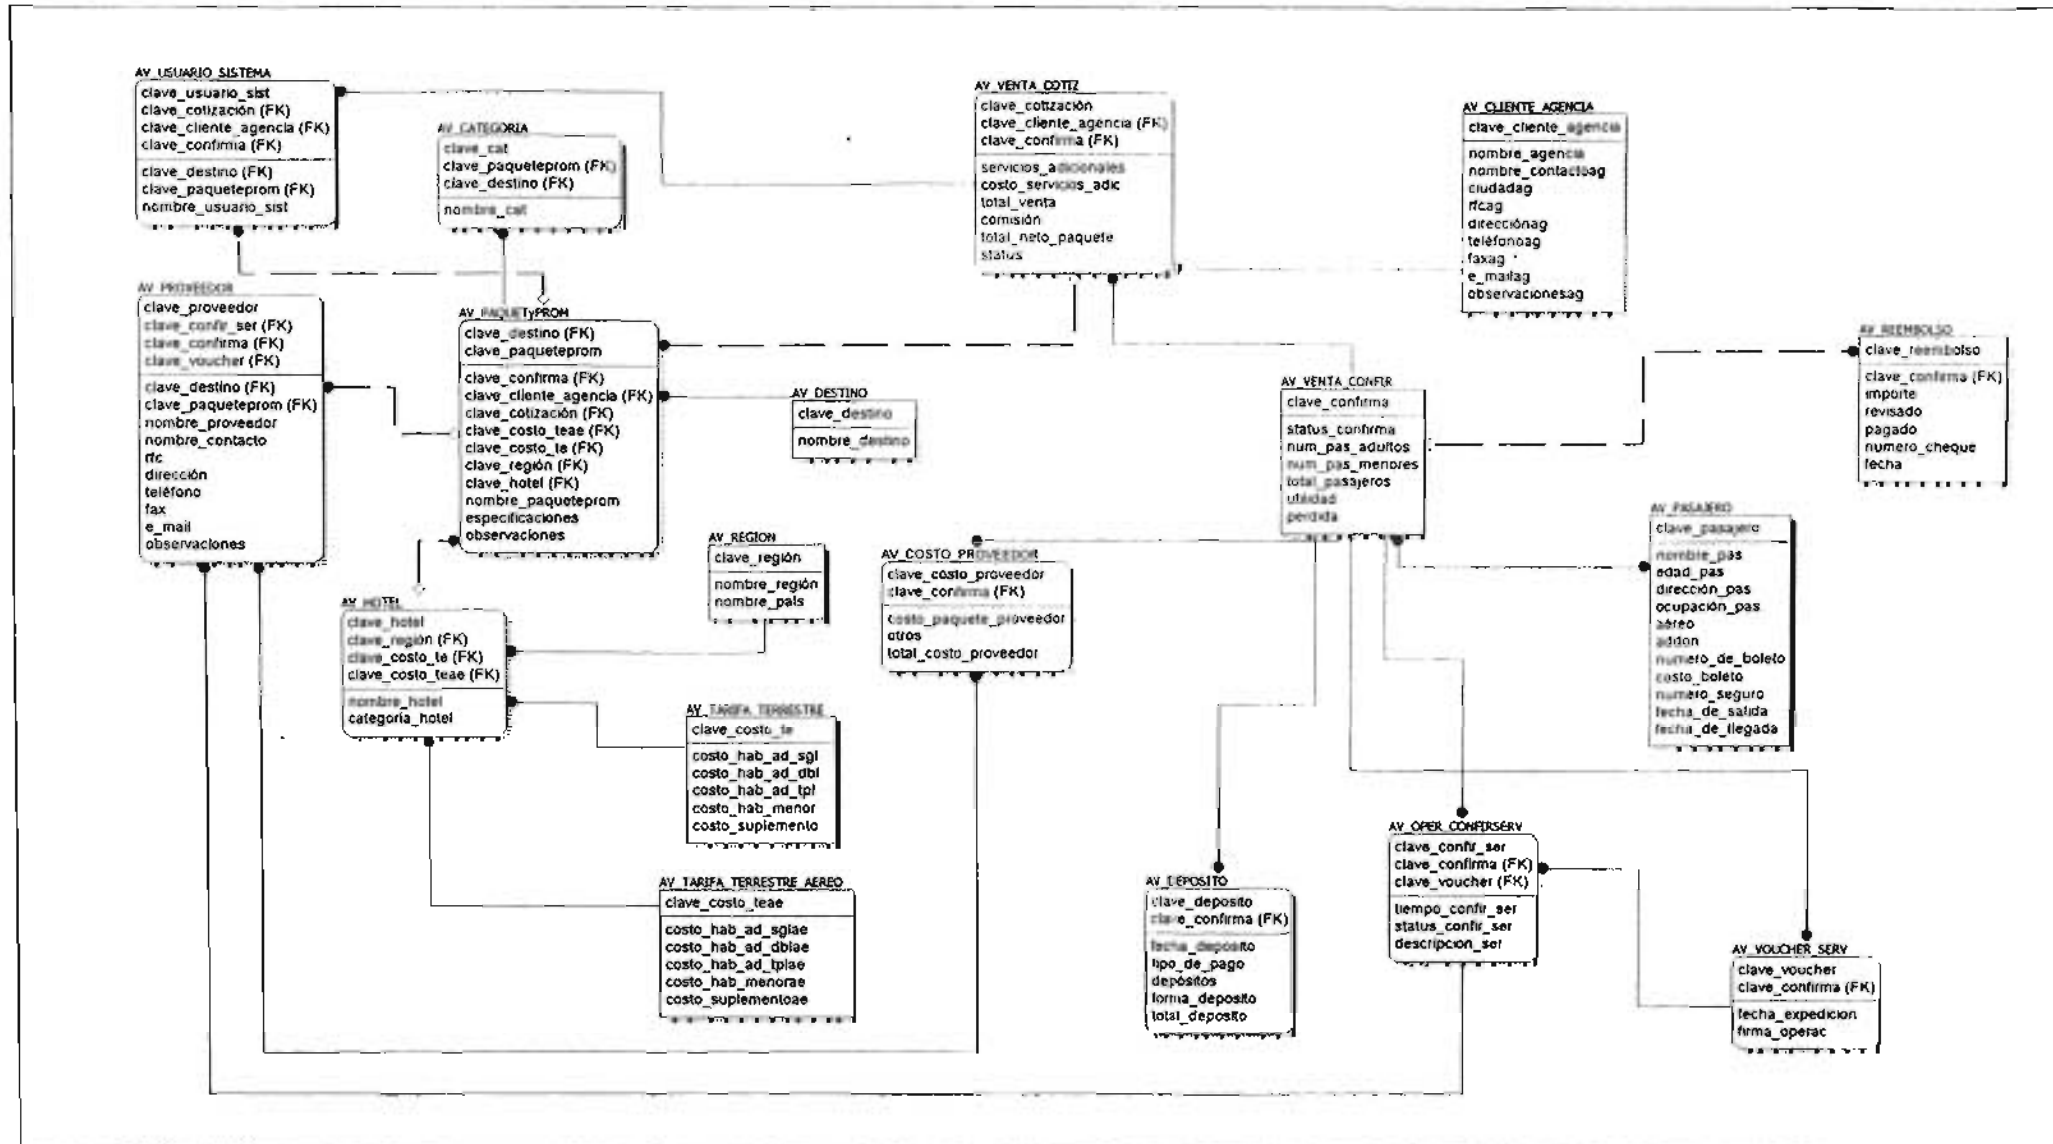 AV_USUARIO_SISTEMA
clave_usuario_sist
clave_cotización (FK)
clave_cliente_agencia (FK)
clave_confirma (FK)
clave_destino (FK)
clave_paqueteprom (FK)
nombre_usuario_sist
AV_CATEGORIA
clave_cat
clave_paqueteprom (FK)
clave_destino (FK)
nombre_cat
AV_VENTA_COTIZ
clave_cotización
clave_cliente_agencia (FK)
clave_confirma (FK)
servicios_adicionales
costo_servicios_adic
total_venta
comisión
total_neto_paquete
status
AV_CLIENTE_AGENCIA
clave_cliente_agencia
nombre_agencia
nombre_contactoag
ciudadag
rfcag
direcciónag
teléfonoag
faxag
e_mailag
observacionesag
AV_PROVEEDOR
clave_proveedor
clave_confir_ser (FK)
clave_confirma (FK)
clave_voucher (FK)
clave_destino (FK)
clave_paqueteprom (FK)
nombre_proveedor
nombre_contacto
rfc
dirección
teléfono
fax
e_mail
observaciones
AV_PAQUETyPROM
clave_destino (FK)
clave_paqueteprom
clave_confirma (FK)
clave_cliente_agencia (FK)
clave_cotización (FK)
clave_costo_teae (FK)
clave_costo_te (FK)
clave_región (FK)
clave_hotel (FK)
nombre_paqueteprom
especificaciones
observaciones
AV_DESTINO
clave_destino
nombre_destino
AV_VENTA_CONFIR
clave_confirma
status_confirma
num_pas_adultos
num_pas_menores
total_pasajeros
utilidad
perdida
AV_REEMBOLSO
clave_reembolso
clave_confirma (FK)
importe
revisado
pagado
numero_cheque
fecha
AV_PASAJERO
clave_pasajero
nombre_pas
edad_pas
dirección_pas
ocupación_pas
aéreo
addon
numero_de_boleto
costo_boleto
numero_seguro
fecha_de_salida
fecha_de_llegada
AV_REGION
clave_región
nombre_región
nombre_país
AV_COSTO_PROVEEDOR
clave_costo_proveedor
clave_confirma (FK)
costo_paquete_proveedor
otros
total_costo_proveedor
AV_HOTEL
clave_hotel
clave_región (FK)
clave_costo_te (FK)
clave_costo_teae (FK)
nombre_hotel
categoría_hotel
AV_TARIFA_TERRESTRE
clave_costo_te
costo_hab_ad_sgl
costo_hab_ad_dbl
costo_hab_ad_tpl
costo_hab_menor
costo_suplemento
AV_TARIFA_TERRESTRE_AEREO
clave_costo_teae
costo_hab_ad_sglae
costo_hab_ad_dblae
costo_hab_ad_tplae
costo_hab_menorae
costo_suplementoae
AV_DEPOSITO
clave_deposito
clave_confirma (FK)
fecha_deposito
tipo_de_pago
depósitos
forma_deposito
total_deposito
AV_OPER_CONFIRSERV
clave_confir_ser
clave_confirma (FK)
clave_voucher (FK)
tiempo_confir_ser
status_confir_ser
descripcion_ser
AV_VOUCHER_SERV
clave_voucher
clave_confirma (FK)
fecha_expedicion
firma_operac